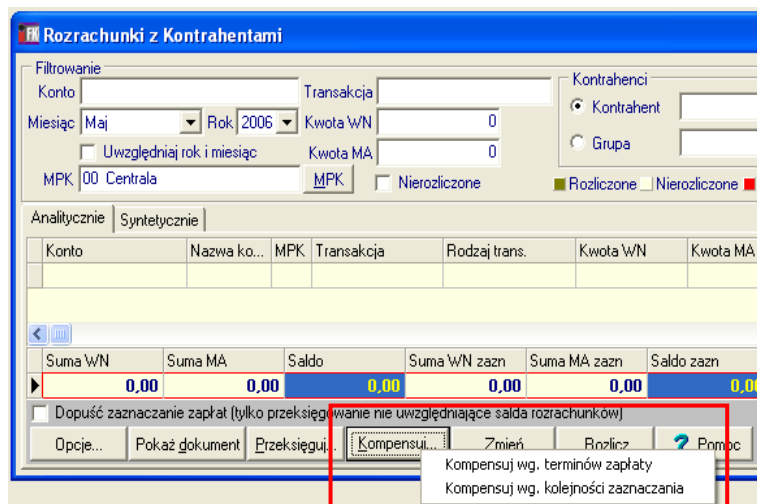 FK Rozrachunki z Kontrahentami
Filtrowanie
Konto Transakcja Kontrahenci
Miesiąc Maj Rok 2006 Kwota WN 0 Kontrahent
Uwzględniaj rok i miesiąc Kwota MA 0 Grupa
MPK 00 Centrala MPK Nierozliczone Rozliczone Nierozliczone
Analitycznie Syntetycznie
Konto Nazwa ko... MPK Transakcja Rodzaj trans. Kwota WN Kwota MA
Suma WN Suma MA Saldo Suma WN zazn Suma MA zazn Saldo zazn
0,00 0,00 0,00 0,00 0,00 0,00
Dopuść zaznaczanie zapłat (tylko przeksięgowanie nie uwzględniające salda rozrachunków)
Opcje... Pokaż dokument Przeksięguj... Kompensuj... Zmień Rozlicz ? Pomoc
Kompensuj wg. terminów zapłaty
Kompensuj wg. kolejności zaznaczania